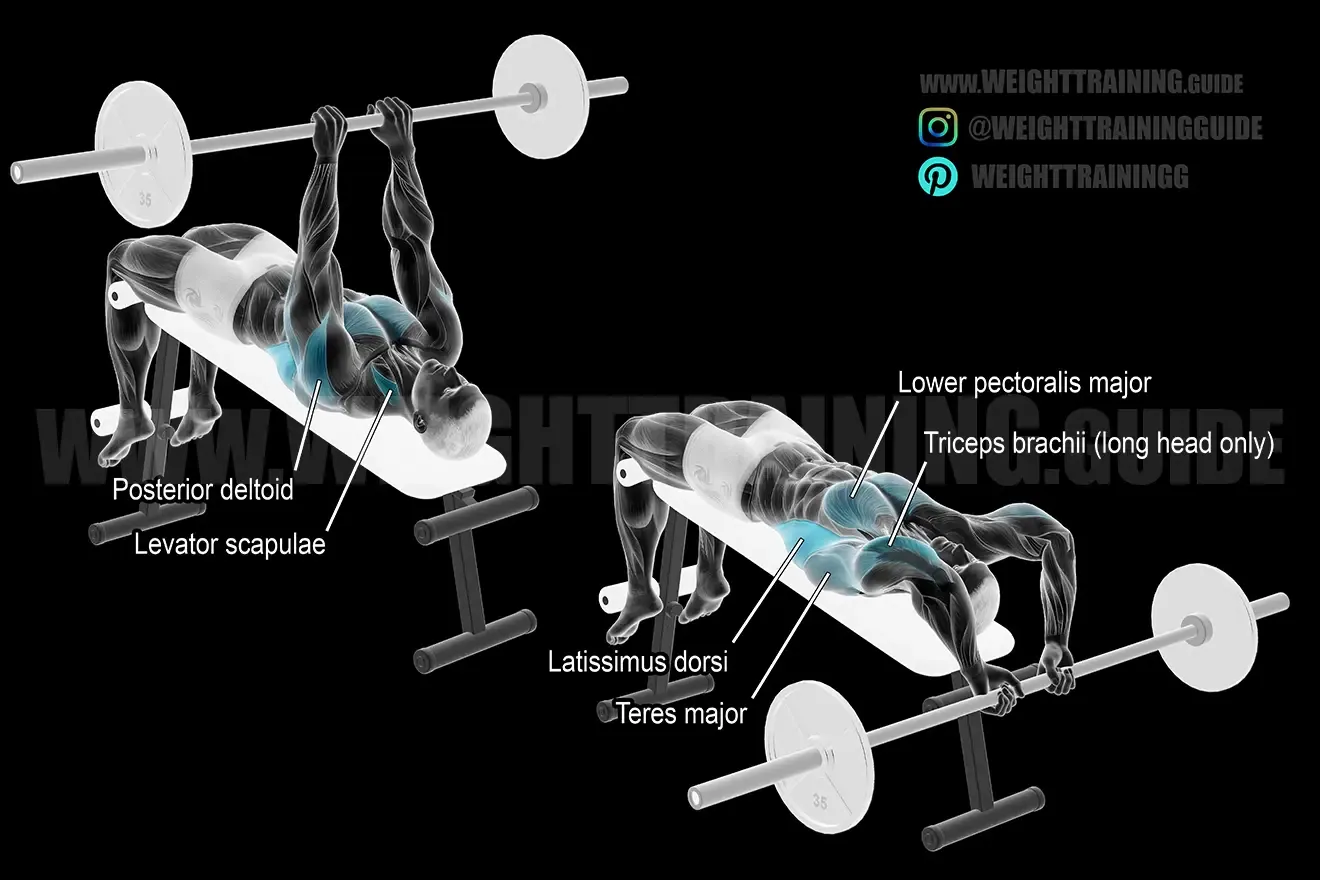 www.WEIGHTTRAINING.GUIDE
@WEIGHTTRAININGGUIDE
WEIGHTTRAININGG
35
Lower pectoralis major
WWW.WEIGHTTRAINING.GUIDE
Triceps brachii (long head only)
Posterior deltoid
Levator scapulae
Latissimus dorsi
Teres major
35